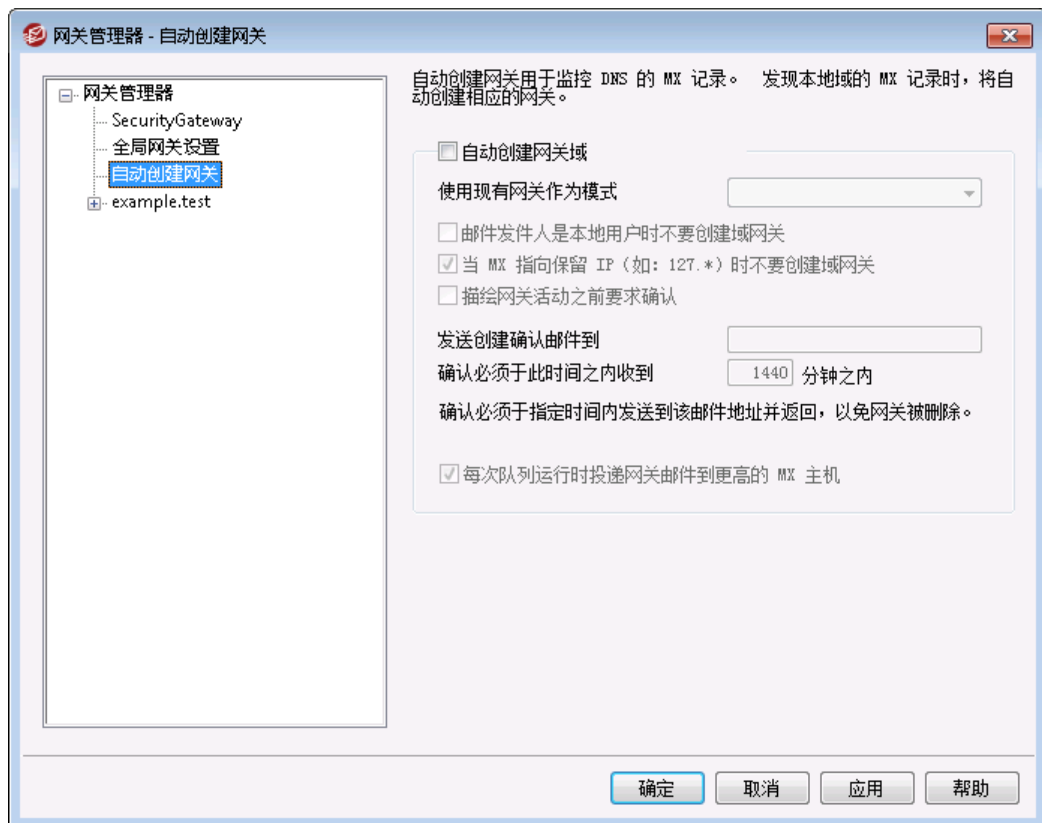 网关管理器 - 自动创建网关
网关管理器
SecurityGateway
全局网关设置
自动创建网关
example.test
自动创建网关用于监控 DNS 的 MX 记录。 发现本地域的 MX 记录时，将自
动创建相应的网关。
自动创建网关域
使用现有网关作为模式
邮件发件人是本地用户时不要创建域网关
当 MX 指向保留 IP（如: 127.*）时不要创建域网关
描绘网关活动之前要求确认
发送创建确认邮件到
确认必须于此时间之内收到 1440 分钟之内
确认必须于指定时间内发送到该邮件地址并返回，以免网关被删除。
每次队列运行时投递网关邮件到更高的 MX 主机
确定 取消 应用 帮助